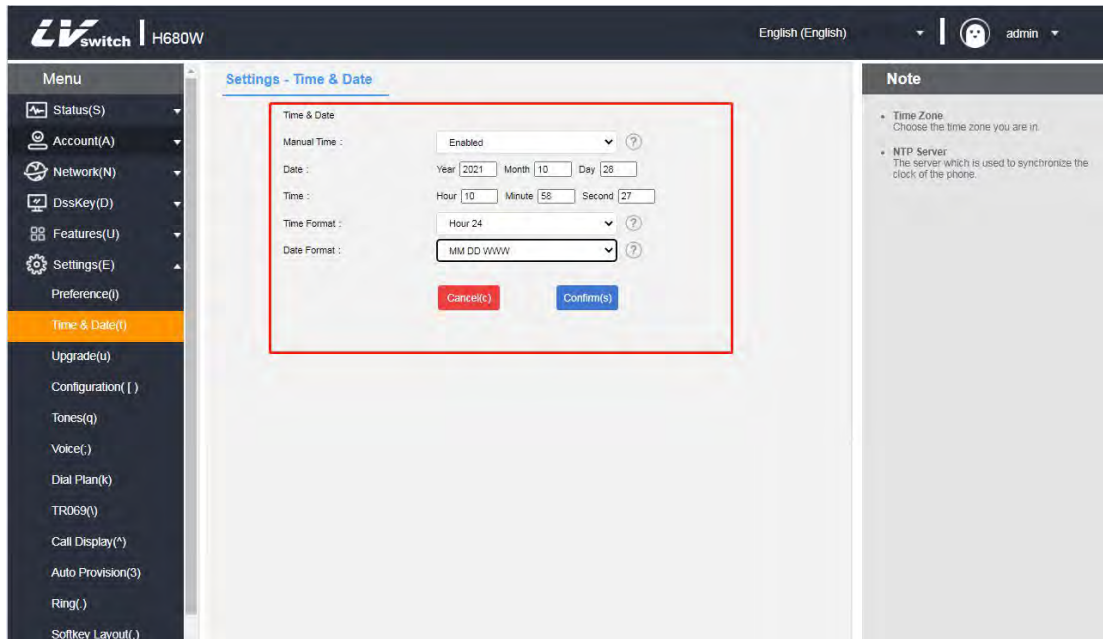 LVswitch H680W
English (English)
admin
Menu
Status(S)
Account(A)
Network(N)
DssKey(D)
Features(U)
Settings(E)
Preference(i)
Time & Date(t)
Upgrade(u)
Configuration( [ )
Tones(q)
Voice(;)
Dial Plan(k)
TR069(\)
Call Display(^)
Auto Provision(3)
Ring(.)
Softkey Layout(,)
Settings - Time & Date
Time & Date
Manual Time : Enabled ?
Date : Year 2021 Month 10 Day 28
Time : Hour 10 Minute 58 Second 27
Time Format : Hour 24 ?
Date Format : MM DD WWW ?
Cancel(c) Confirm(s)
Note
Time Zone
Choose the time zone you are in.
NTP Server
The server which is used to synchronize the
clock of the phone.